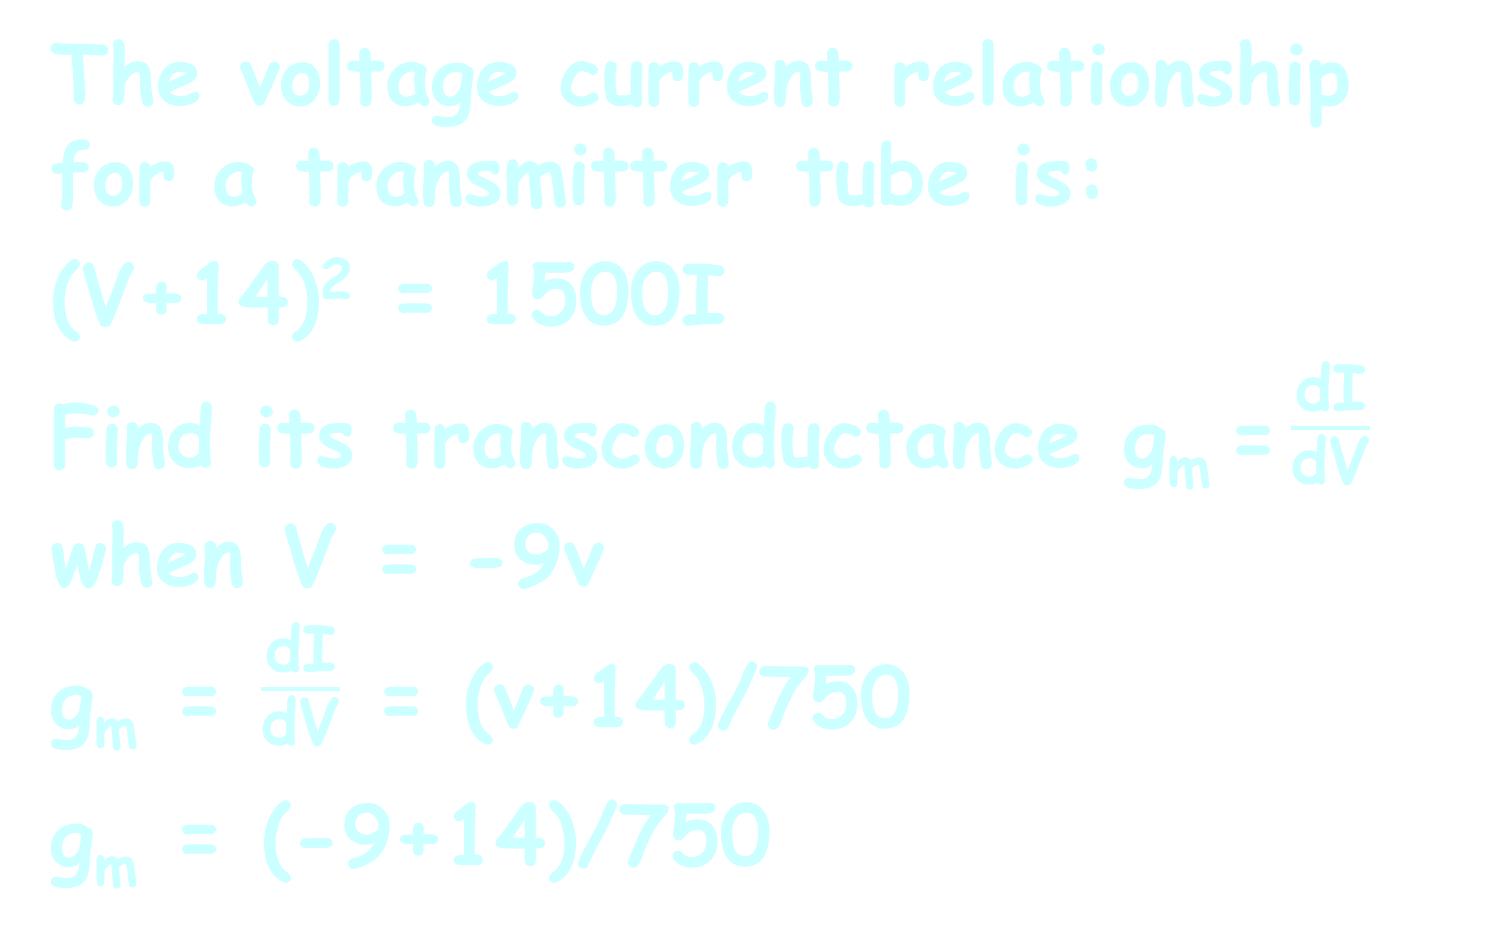 The voltage current relationship
for a transmitter tube is:
(V+14)² = 1500I
Find its transconductance gₘ = dI/dV
when V = -9v
gₘ = dI/dV = (v+14)/750
gₘ = (-9+14)/750